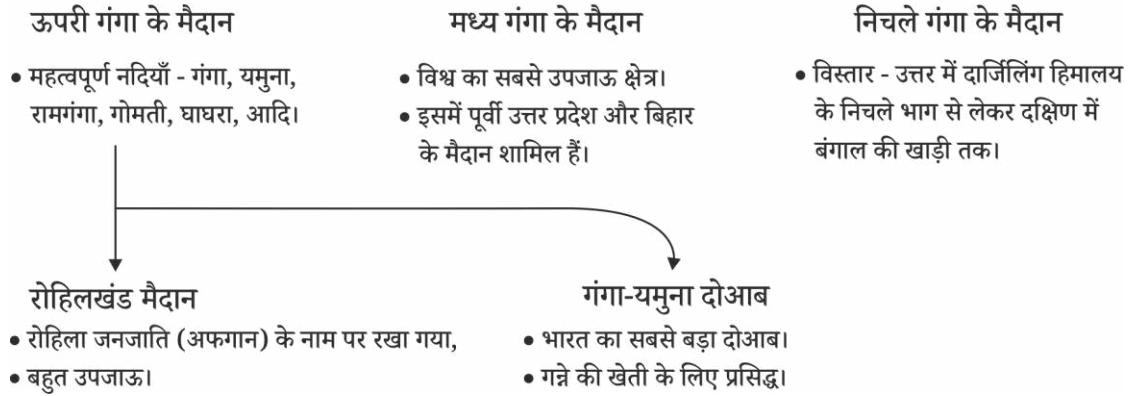 ऊपरी गंगा के मैदान
• महत्वपूर्ण नदियाँ - गंगा, यमुना,
रामगंगा, गोमती, घाघरा, आदि।
मध्य गंगा के मैदान
• विश्व का सबसे उपजाऊ क्षेत्र।
• इसमें पूर्वी उत्तर प्रदेश और बिहार
के मैदान शामिल हैं।
निचले गंगा के मैदान
• विस्तार - उत्तर में दार्जिलिंग हिमालय
के निचले भाग से लेकर दक्षिण में
बंगाल की खाड़ी तक।
रोहिलखंड मैदान
• रोहिला जनजाति (अफगान) के नाम पर रखा गया,
• बहुत उपजाऊ।
गंगा-यमुना दोआब
• भारत का सबसे बड़ा दोआब।
• गन्ने की खेती के लिए प्रसिद्ध।